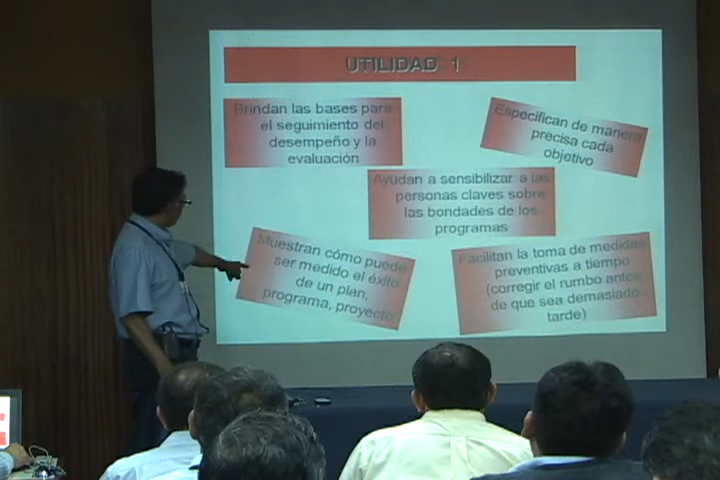 UTILIDAD 1
Brindan las bases para
el seguimiento del
desempeño y la
evaluación
Especifican de manera
precisa cada
objetivo
Ayudan a sensibilizar a las
personas claves sobre
las bondades de los
programas
Muestran cómo puede
ser medido el éxito
de un plan,
programa, proyecto
Facilitan la toma de medidas
preventivas a tiempo
(corregir el rumbo antes
de que sea demasiado
tarde)